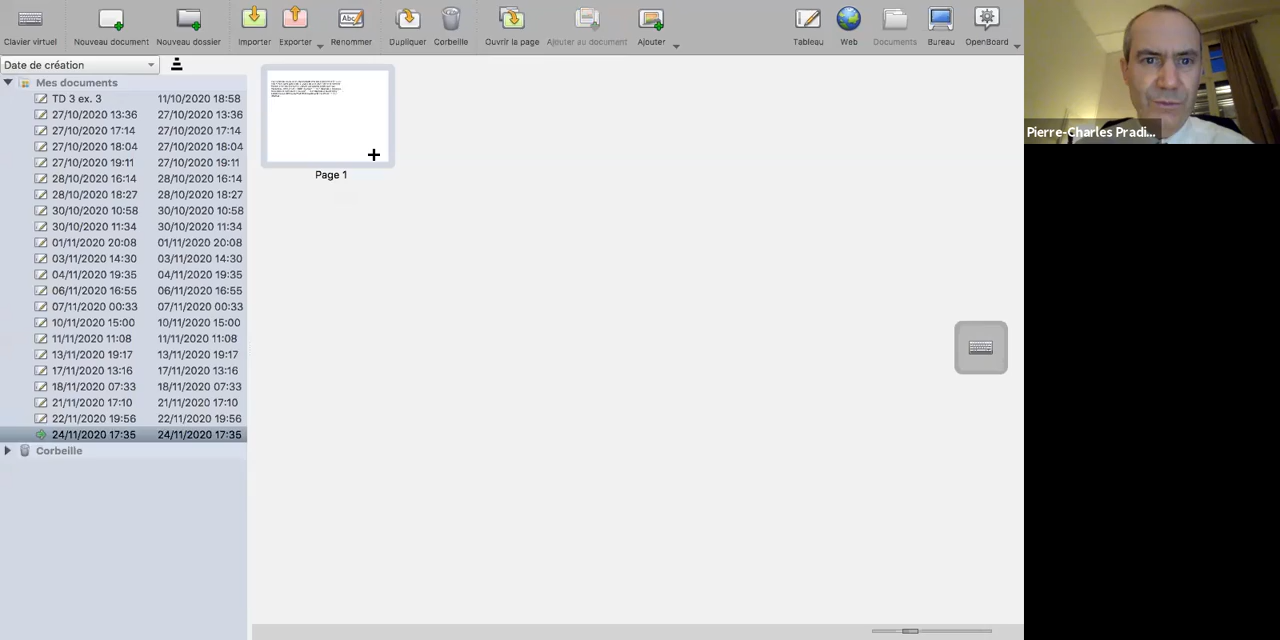 Clavier virtuel
Nouveau document
Nouveau dossier
Importer
Exporter
Renommer
Dupliquer
Corbeille
Ouvrir la page
Ajouter au document
Ajouter
Tableau
Web
Documents
Bureau
OpenBoard
Date de création
Mes documents
TD 3 ex. 3 11/10/2020 18:58
27/10/2020 13:36 27/10/2020 13:36
27/10/2020 17:14 27/10/2020 17:14
27/10/2020 18:04 27/10/2020 18:04
27/10/2020 19:11 27/10/2020 19:11
28/10/2020 16:14 28/10/2020 16:14
28/10/2020 18:27 28/10/2020 18:27
30/10/2020 10:58 30/10/2020 10:58
30/10/2020 11:34 30/10/2020 11:34
01/11/2020 20:08 01/11/2020 20:08
03/11/2020 14:30 03/11/2020 14:30
04/11/2020 19:35 04/11/2020 19:35
06/11/2020 16:55 06/11/2020 16:55
07/11/2020 00:33 07/11/2020 00:33
10/11/2020 15:00 10/11/2020 15:00
11/11/2020 11:08 11/11/2020 11:08
13/11/2020 19:17 13/11/2020 19:17
17/11/2020 13:16 17/11/2020 13:16
18/11/2020 07:33 18/11/2020 07:33
21/11/2020 17:10 21/11/2020 17:10
22/11/2020 19:56 22/11/2020 19:56
24/11/2020 17:35 24/11/2020 17:35
Corbeille
Page 1
Pierre-Charles Pradi...